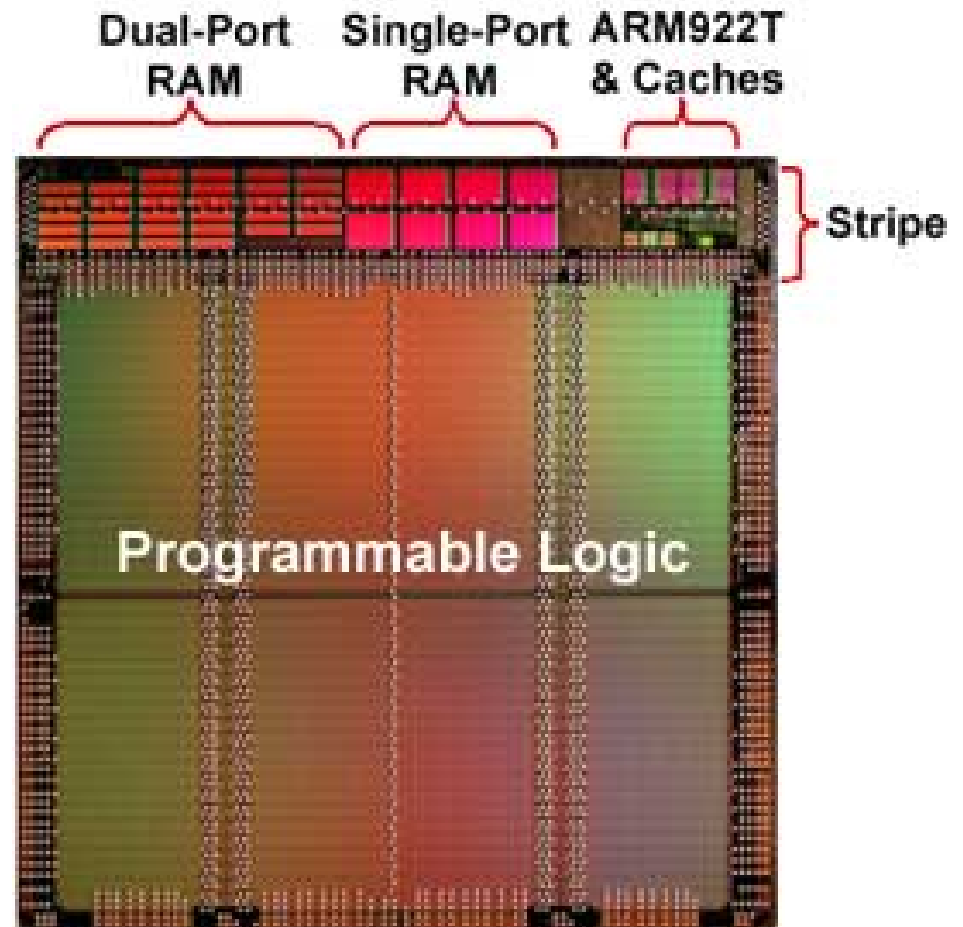 Dual-Port
RAM
Single-Port
RAM
ARM922T
& Caches
Stripe
Programmable Logic